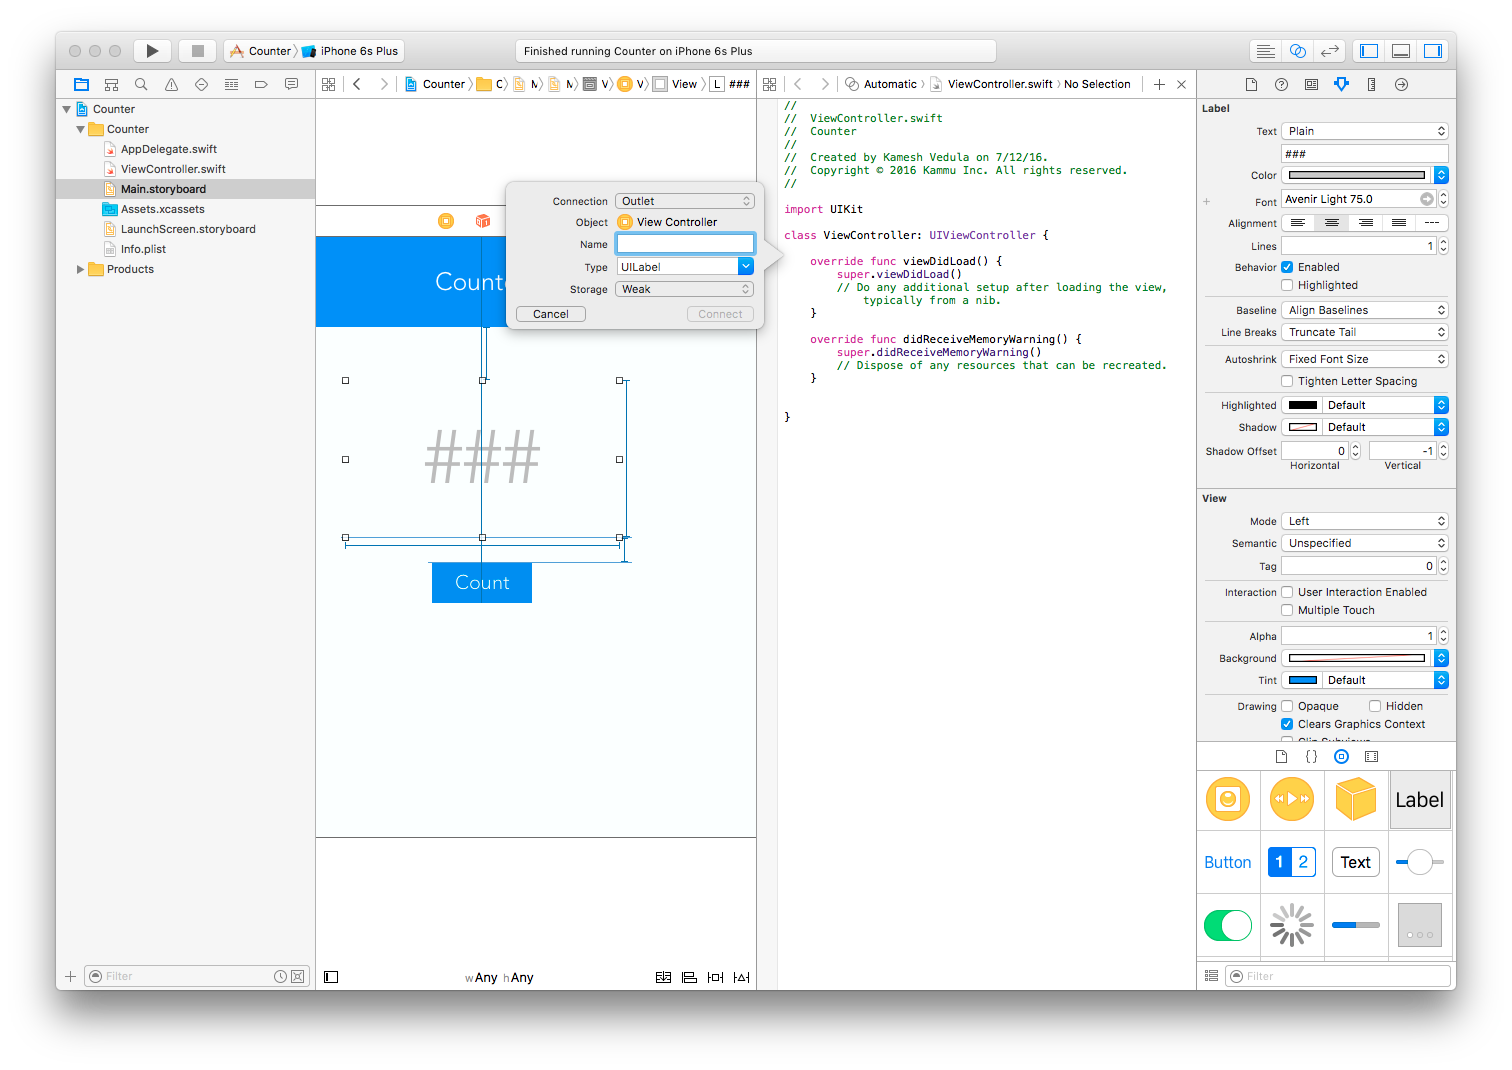 Counter 〉 iPhone 6s Plus
Finished running Counter on iPhone 6s Plus
Counter
Counter
AppDelegate.swift
ViewController.swift
Main.storyboard
Assets.xcassets
LaunchScreen.storyboard
Info.plist
Products
Filter
Counter 〉 C 〉 M 〉 M 〉 V 〉 V 〉 View 〉 L ###
Count
Connection Outlet
Object View Controller
Name
Type UILabel
Storage Weak
Cancel Connect
###
Count
wAny hAny
Automatic 〉 ViewController.swift 〉 No Selection
//
//  ViewController.swift
//  Counter
//
//  Created by Kamesh Vedula on 7/12/16.
//  Copyright © 2016 Kammu Inc. All rights reserved.
//
import UIKit
class ViewController: UIViewController {
override func viewDidLoad() {
super.viewDidLoad()
// Do any additional setup after loading the view,
typically from a nib.
}
override func didReceiveMemoryWarning() {
super.didReceiveMemoryWarning()
// Dispose of any resources that can be recreated.
}
}
Label
Text Plain
###
Color
+ Font Avenir Light 75.0
Alignment ---
Lines 1
Behavior Enabled
Highlighted
Baseline Align Baselines
Line Breaks Truncate Tail
Autoshrink Fixed Font Size
Tighten Letter Spacing
Highlighted Default
Shadow Default
Shadow Offset 0 -1
Horizontal Vertical
View
Mode Left
Semantic Unspecified
Tag 0
Interaction User Interaction Enabled
Multiple Touch
Alpha 1
Background
Tint Default
Drawing Opaque Hidden
Clears Graphics Context
Clip Subviews
{}
Label
Button 1 2 Text
Filter